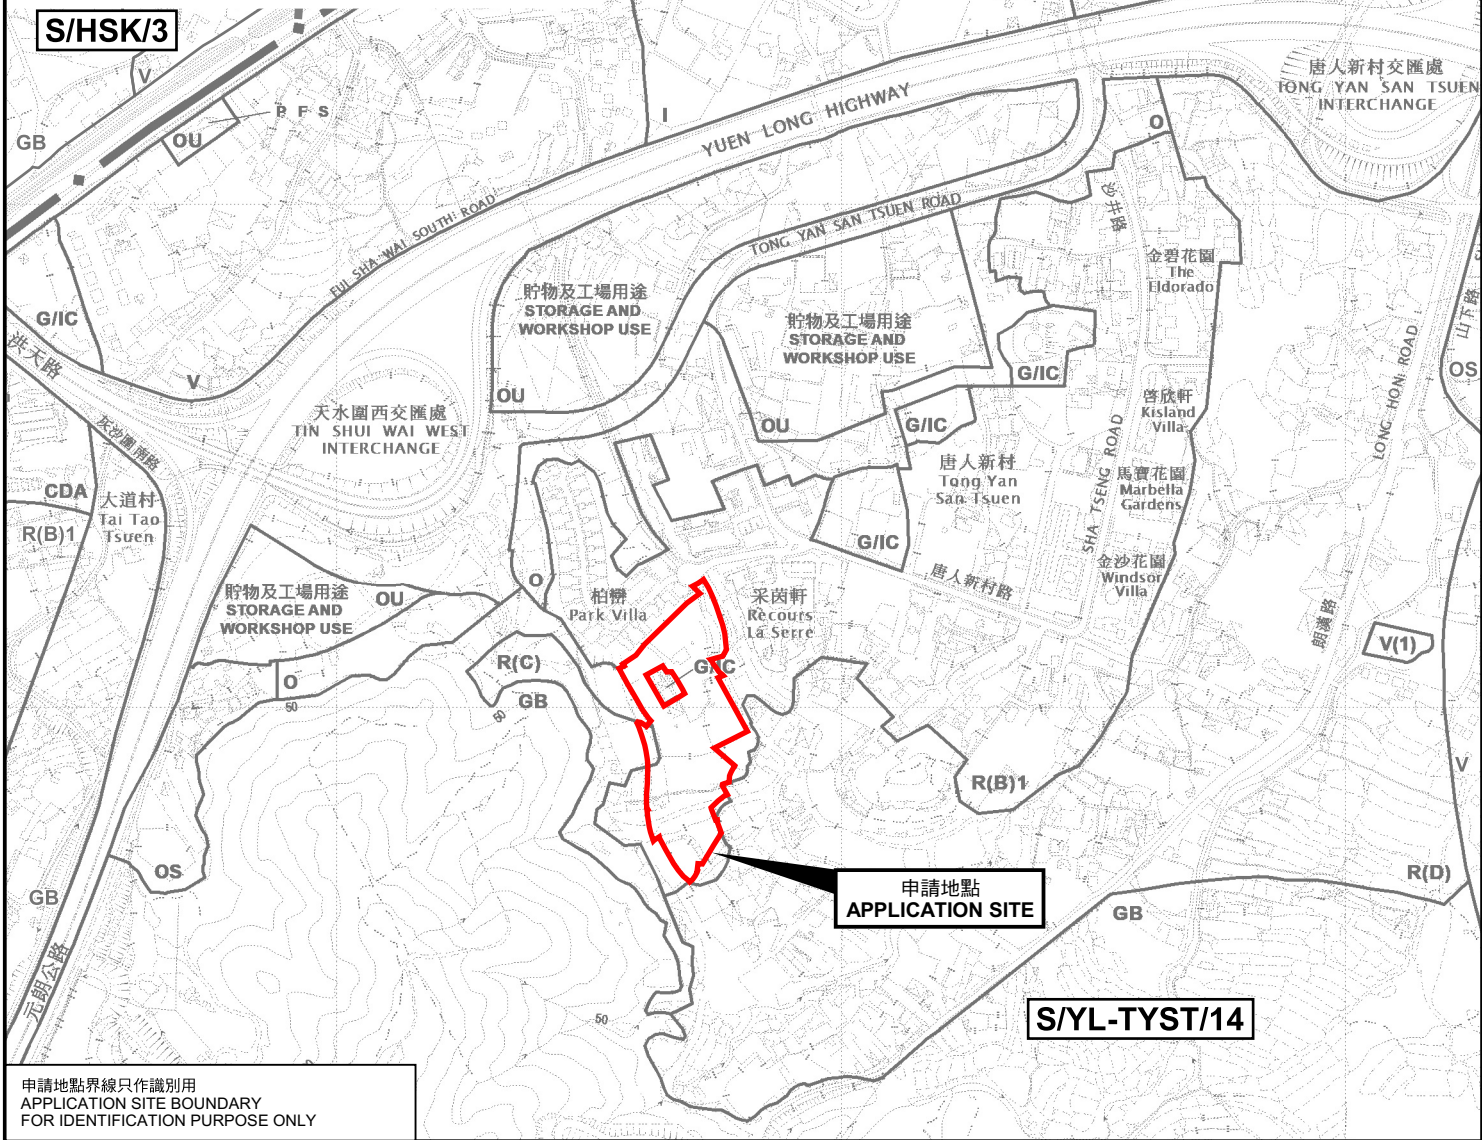 S/HSK/3
V
P F S
OU
GB
I
YUEN LONG HIGHWAY
唐人新村交匯處
TONG YAN SAN TSUEN
INTERCHANGE
O
沙井路
FUI SHA WAI SOUTH ROAD
TONG YAN SAN TSUEN ROAD
金碧花園
The
Eldorado
貯物及工場用途
STORAGE AND
WORKSHOP USE
貯物及工場用途
STORAGE AND
WORKSHOP USE
G/IC
洪天路
V
OU
G/IC
山下路
OS
LONG HON ROAD
天水圍西交匯處
TIN SHUI WAI WEST
INTERCHANGE
灰沙圍南路
OU
G/IC
啓欣軒
Kisland
Villa
唐人新村
Tong Yan
San Tsuen
SHA TSENG ROAD
馬寶花園
Marbella
Gardens
CDA
大道村
Tai Tao
Tsuen
R(B)1
G/IC
金沙花園
Windsor
Villa
唐人新村路
貯物及工場用途
STORAGE AND
WORKSHOP USE
OU
O
柏巒
Park Villa
采茵軒
Recours
La Serre
朗漢路
V(1)
R(C)
G/IC
O
GB
50
50
V
R(B)1
OS
GB
R(D)
申請地點
APPLICATION SITE
GB
元朗公路
50
S/YL-TYST/14
申請地點界線只作識別用
APPLICATION SITE BOUNDARY
FOR IDENTIFICATION PURPOSE ONLY